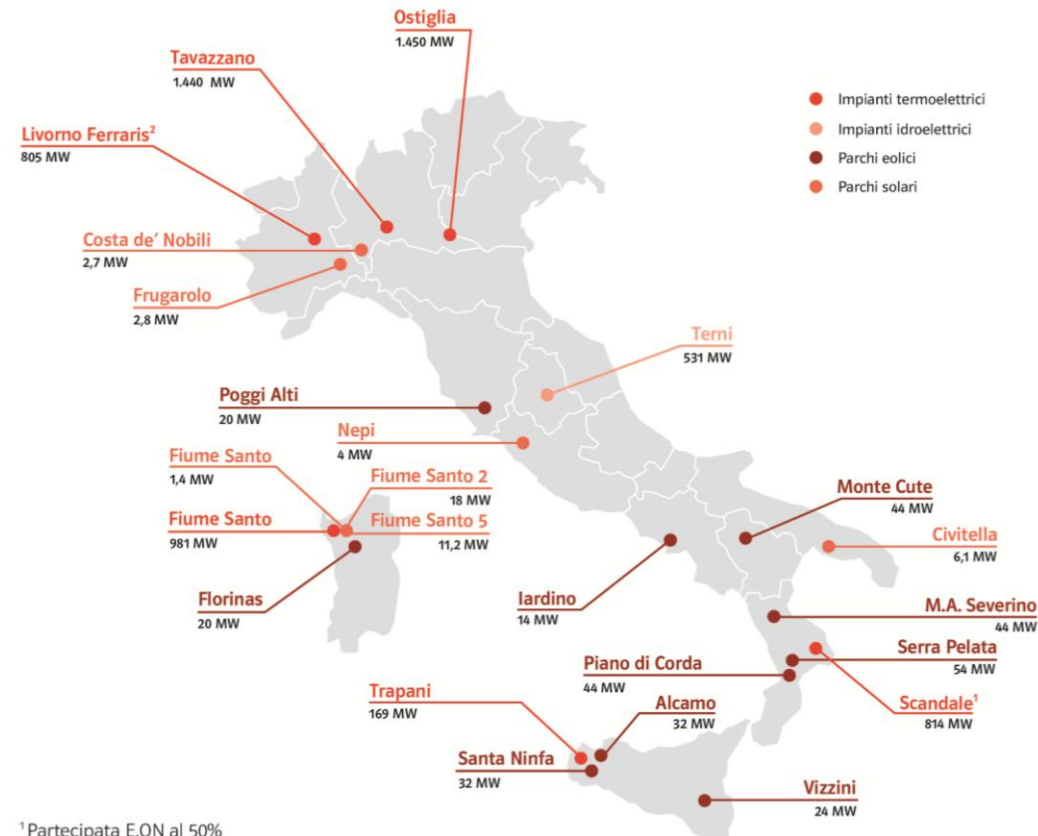 Ostiglia
1.450 MW
Tavazzano
1.440 MW
Impianti termoelettrici
Impianti idroelettrici
Parchi eolici
Parchi solari
Livorno Ferraris²
805 MW
Costa de' Nobili
2,7 MW
Frugarolo
2,8 MW
Terni
531 MW
Poggi Alti
20 MW
Nepi
4 MW
Fiume Santo
1,4 MW
Fiume Santo 2
18 MW
Fiume Santo
981 MW
Fiume Santo 5
11,2 MW
Monte Cute
44 MW
Civitella
6,1 MW
Florinas
20 MW
Iardino
14 MW
M.A. Severino
44 MW
Serra Pelata
54 MW
Piano di Corda
44 MW
Scandale¹
814 MW
Trapani
169 MW
Alcamo
32 MW
Santa Ninfa
32 MW
Vizzini
24 MW
¹Partecipata E.ON al 50%